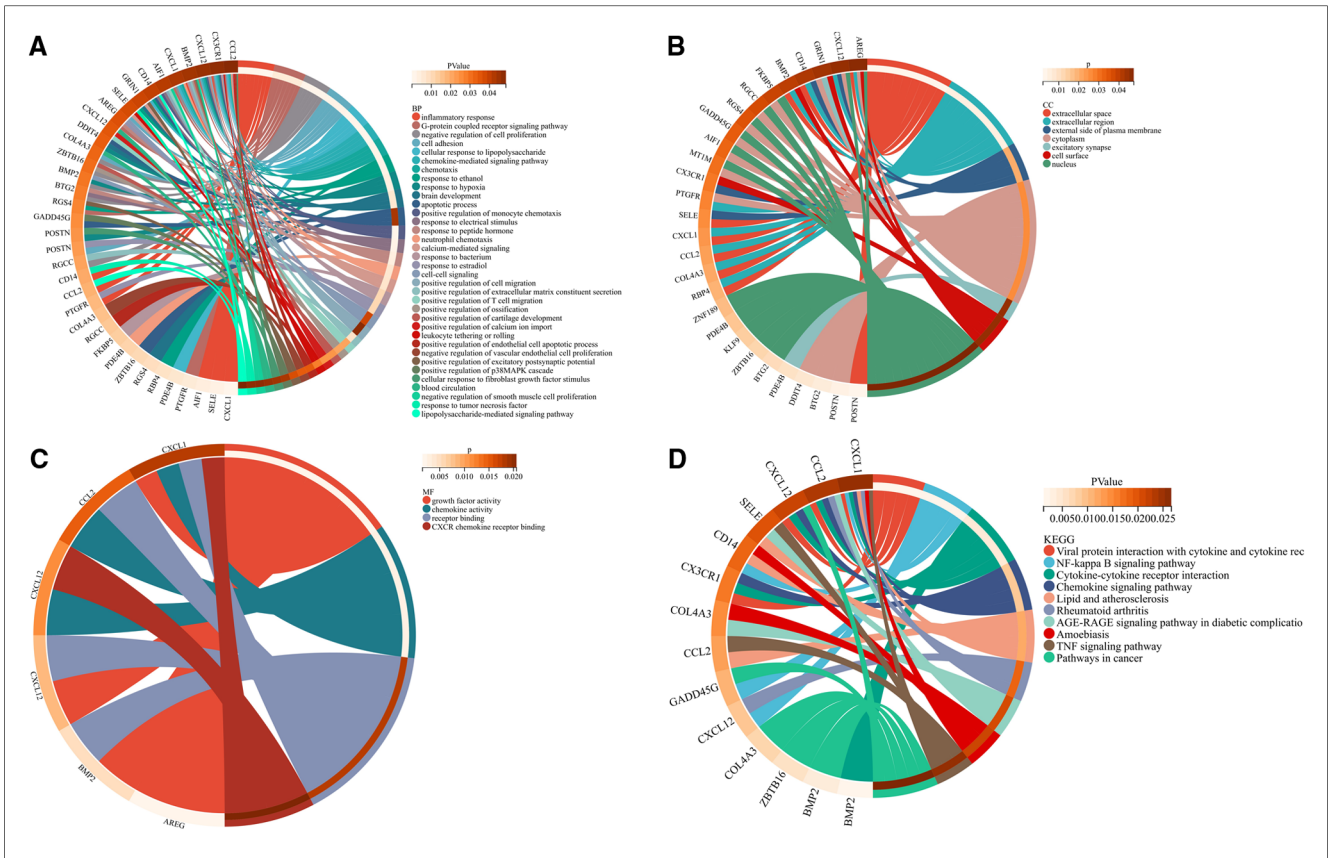 A
CCL2
CX3CR1
CXCL12
BMP2
CXCL1
AIF1
CD14
GRIN1
SELE
AREG
CXCL12
DDIT4
COL4A3
ZBTB16
BMP2
BTG2
RGS4
GADD45G
POSTN
POSTN
RGCC
CD14
CCL2
PTGFR
COL4A3
RGCC
FKBP5
PDE4B
ZBTB16
RGS4
RBP4
PDE4B
PTGFR
AIF1
SELE
CXCL1
PValue
0.01 0.02 0.03 0.04
BP
inflammatory response
G-protein coupled receptor signaling pathway
negative regulation of cell proliferation
cell adhesion
cellular response to lipopolysaccharide
chemokine-mediated signaling pathway
chemotaxis
response to ethanol
response to hypoxia
brain development
apoptotic process
positive regulation of monocyte chemotaxis
response to electrical stimulus
response to peptide hormone
neutrophil chemotaxis
calcium-mediated signaling
response to bacterium
response to estradiol
cell-cell signaling
positive regulation of cell migration
positive regulation of extracellular matrix constituent secretion
positive regulation of T cell migration
positive regulation of ossification
positive regulation of cartilage development
positive regulation of calcium ion import
leukocyte tethering or rolling
positive regulation of endothelial cell apoptotic process
negative regulation of vascular endothelial cell proliferation
positive regulation of excitatory postsynaptic potential
positive regulation of p38MAPK cascade
cellular response to fibroblast growth factor stimulus
blood circulation
negative regulation of smooth muscle cell proliferation
response to tumor necrosis factor
lipopolysaccharide-mediated signaling pathway
B
AREG
CXCL12
GRIN1
CD14
BMP2
FKBP5
RGCC
RGS4
GADD45G
AIF1
MT1M
CX3CR1
PTGFR
SELE
CXCL1
CCL2
COL4A3
RBP4
ZNF189
PDE4B
KLF9
ZBTB16
BTG2
PDE4B
DDIT4
BTG2
POSTN
POSTN
p
0.01 0.02 0.03 0.04
CC
extracellular space
extracellular region
external side of plasma membrane
cytoplasm
excitatory synapse
cell surface
nucleus
C
CXCL1
CCL2
CXCL12
CXCL12
BMP2
AREG
p
0.005 0.010 0.015 0.020
MF
growth factor activity
chemokine activity
receptor binding
CXCR chemokine receptor binding
D
CXCL1
CCL2
CXCL12
SELE
CD14
CX3CR1
COL4A3
CCL2
GADD45G
CXCL12
COL4A3
ZBTB16
BMP2
BMP2
PValue
0.0050.0100.0150.0200.025
KEGG
Viral protein interaction with cytokine and cytokine rec
NF-kappa B signaling pathway
Cytokine-cytokine receptor interaction
Chemokine signaling pathway
Lipid and atherosclerosis
Rheumatoid arthritis
AGE-RAGE signaling pathway in diabetic complicatio
Amoebiasis
TNF signaling pathway
Pathways in cancer